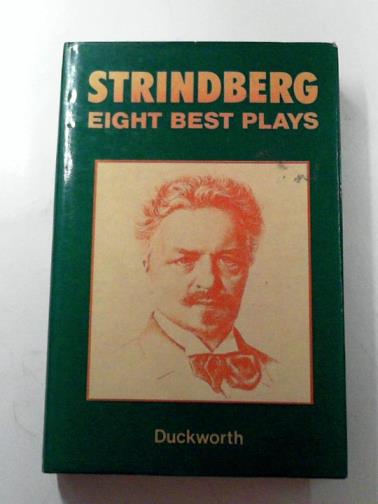 STRINDBERG
EIGHT BEST PLAYS
Duckworth